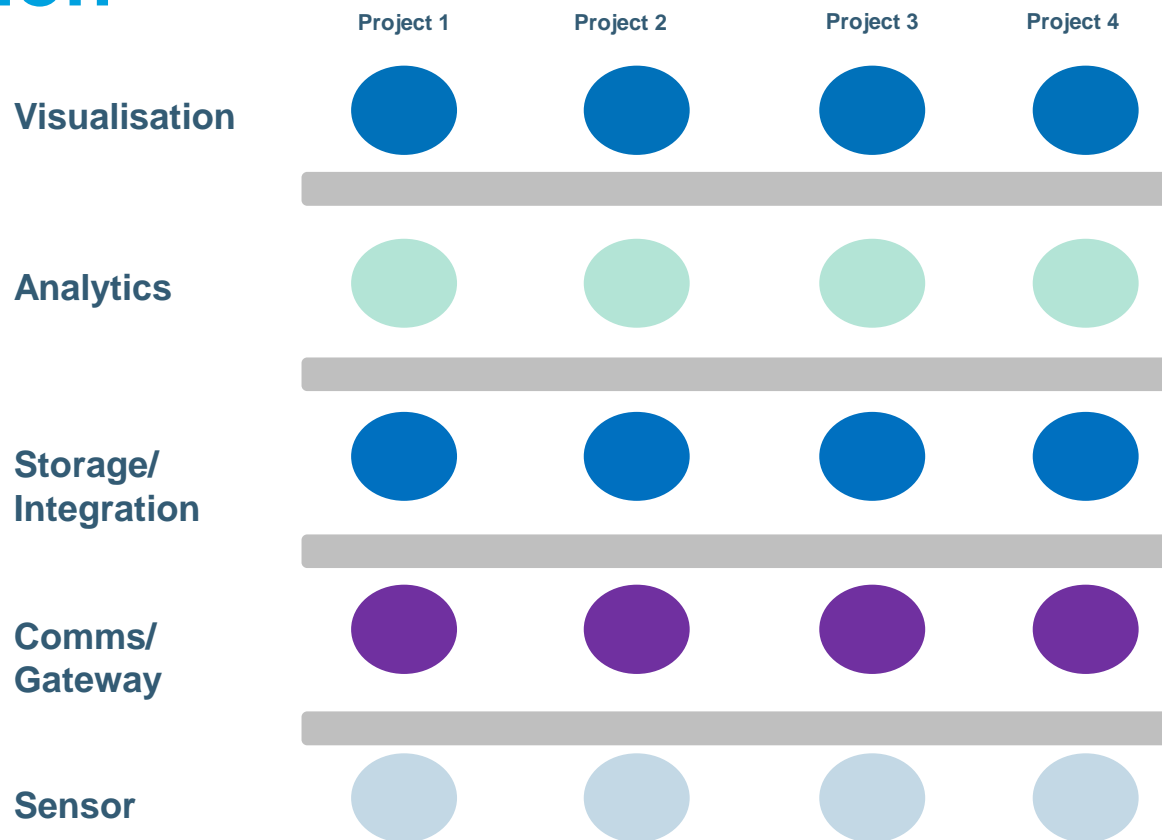 Project 1 Project 2 Project 3 Project 4
Visualisation
Analytics
Storage/
Integration
Comms/
Gateway
Sensor